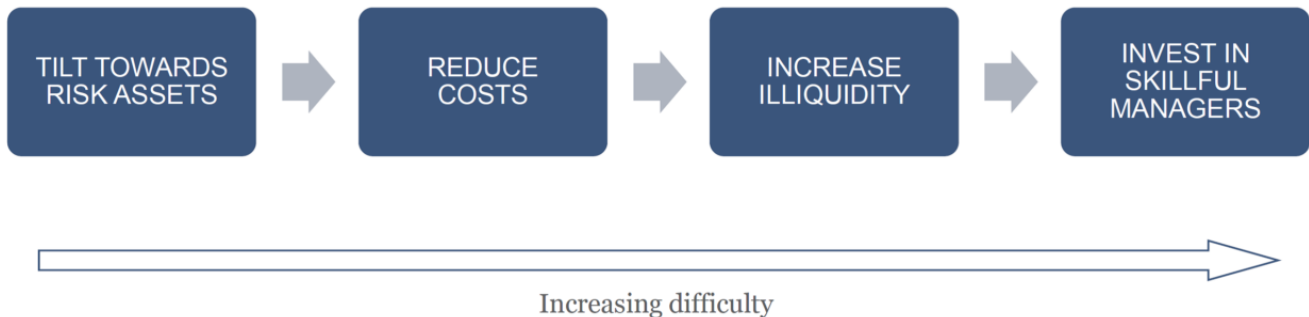 TILT TOWARDS
RISK ASSETS
REDUCE
COSTS
INCREASE
ILLIQUIDITY
INVEST IN
SKILLFUL
MANAGERS
Increasing difficulty